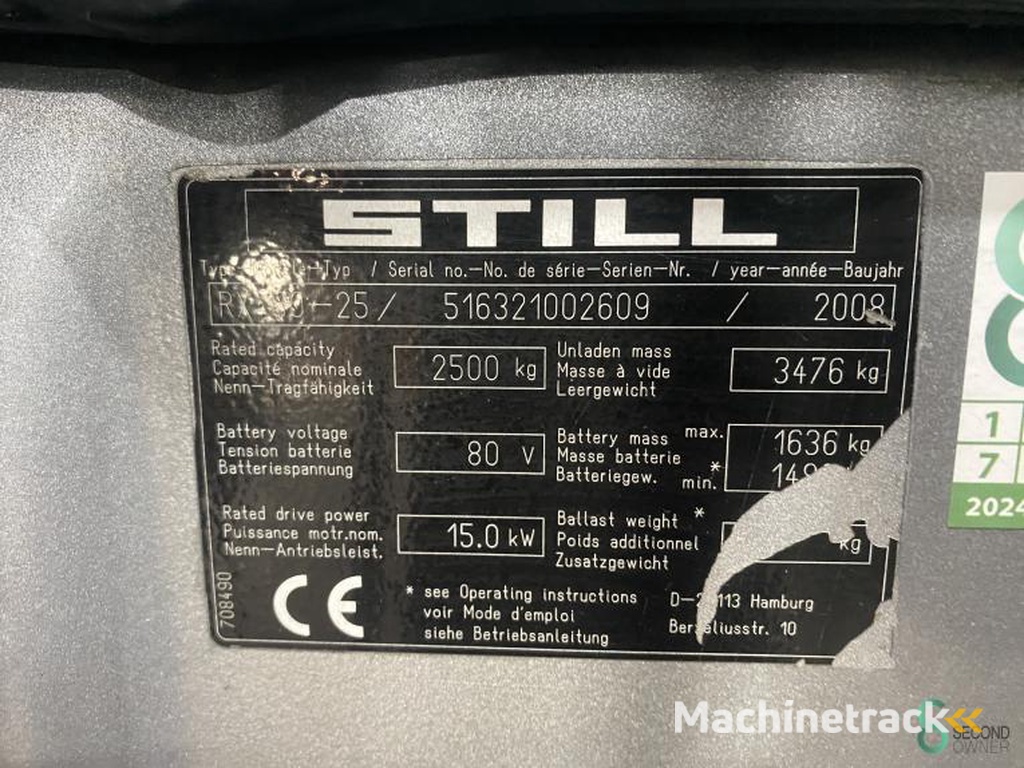 STILL
/ Serial no.-No. de série-Serien-Nr. / year-année-Baujahr
-25 / 516321002609 / 2008
Rated capacity
Capacité nominale
Nenn-Tragfähigkeit
2500 kg
Unladen mass
Masse à vide
Leergewicht
3476 kg
Battery voltage
Tension batterie
Batteriespannung
80 V
Battery mass max.
Masse batterie
Batteriegew. * min.
1636 kg
Rated drive power
Puissance motr.nom.
Nenn-Antriebsleist.
15.0 kW
Ballast weight *
Poids additionnel
Zusatzgewicht
kg
708490
CE
* see Operating instructions
voir Mode d'emploi
siehe Betriebsanleitung
Hamburg
10
1
7
2024
Machinetrack
SECOND
OWNER